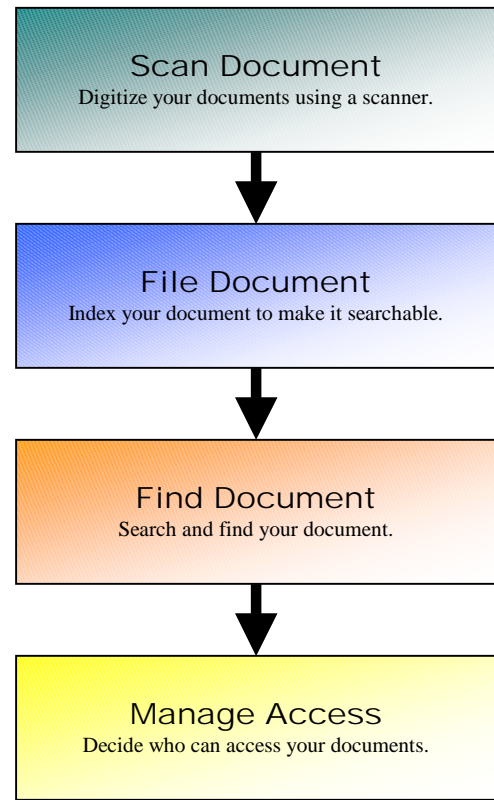 Scan Document
Digitize your documents using a scanner.
File Document
Index your document to make it searchable.
Find Document
Search and find your document.
Manage Access
Decide who can access your documents.